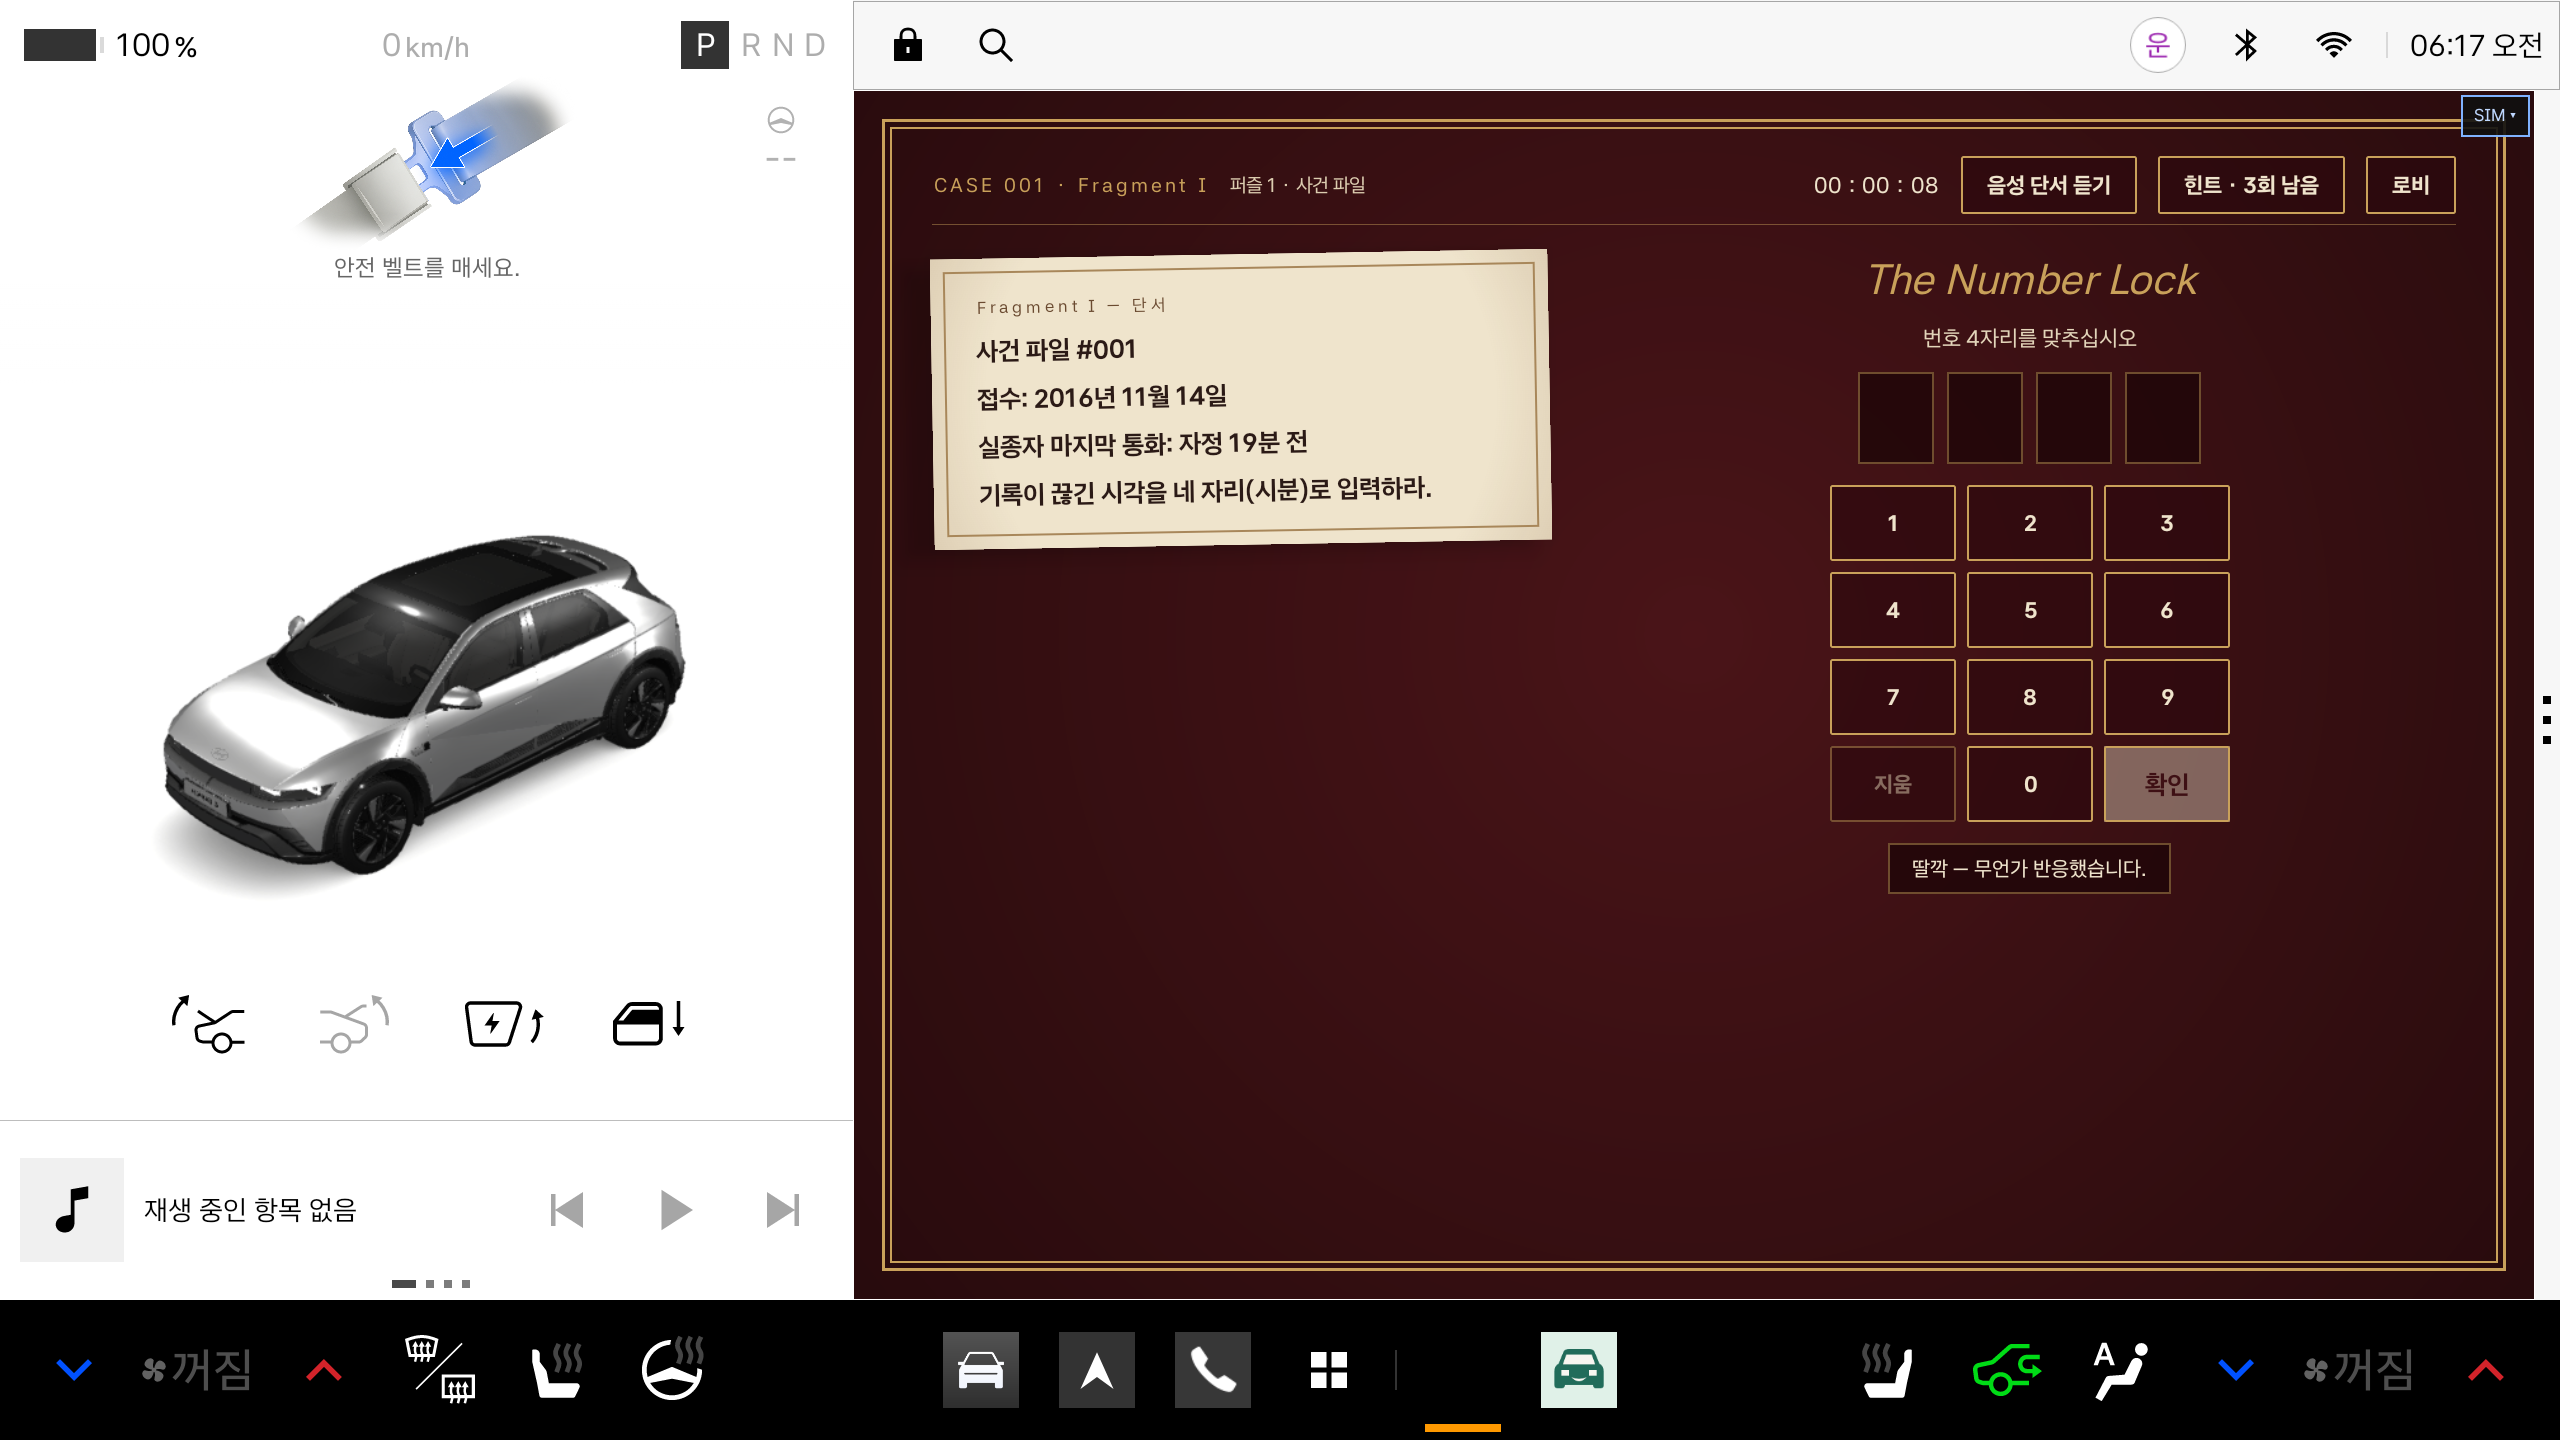 100 %
0 km/h
P R N D
안전 벨트를 매세요.
재생 중인 항목 없음
운
06:17 오전
SIM ▾
CASE 001 · Fragment I 퍼즐 1 · 사건 파일
00 : 00 : 08
음성 단서 듣기
힌트 · 3회 남음
로비
Fragment I — 단서
사건 파일 #001
접수: 2016년 11월 14일
실종자 마지막 통화: 자정 19분 전
기록이 끊긴 시각을 네 자리(시분)로 입력하라.
The Number Lock
번호 4자리를 맞추십시오
1 2 3
4 5 6
7 8 9
지움 0 확인
딸깍 — 무언가 반응했습니다.
꺼짐
A
꺼짐